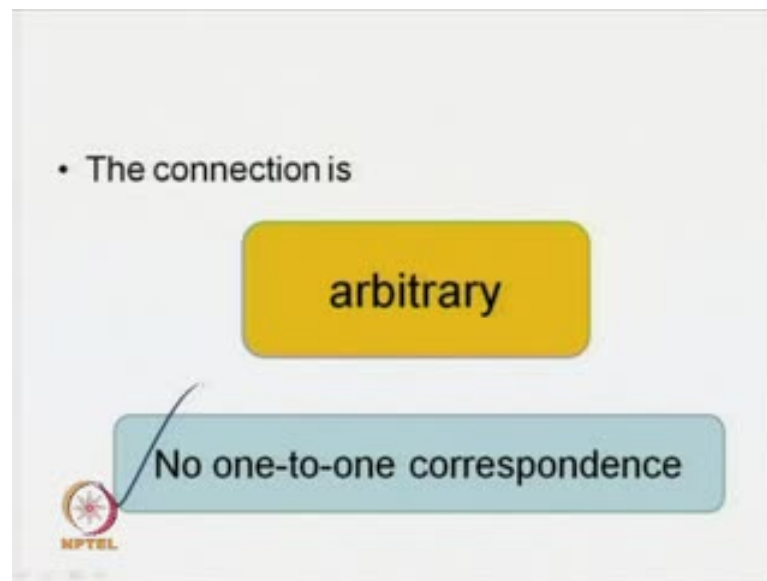 • The connection is
arbitrary
No one-to-one correspondence
NPTEL